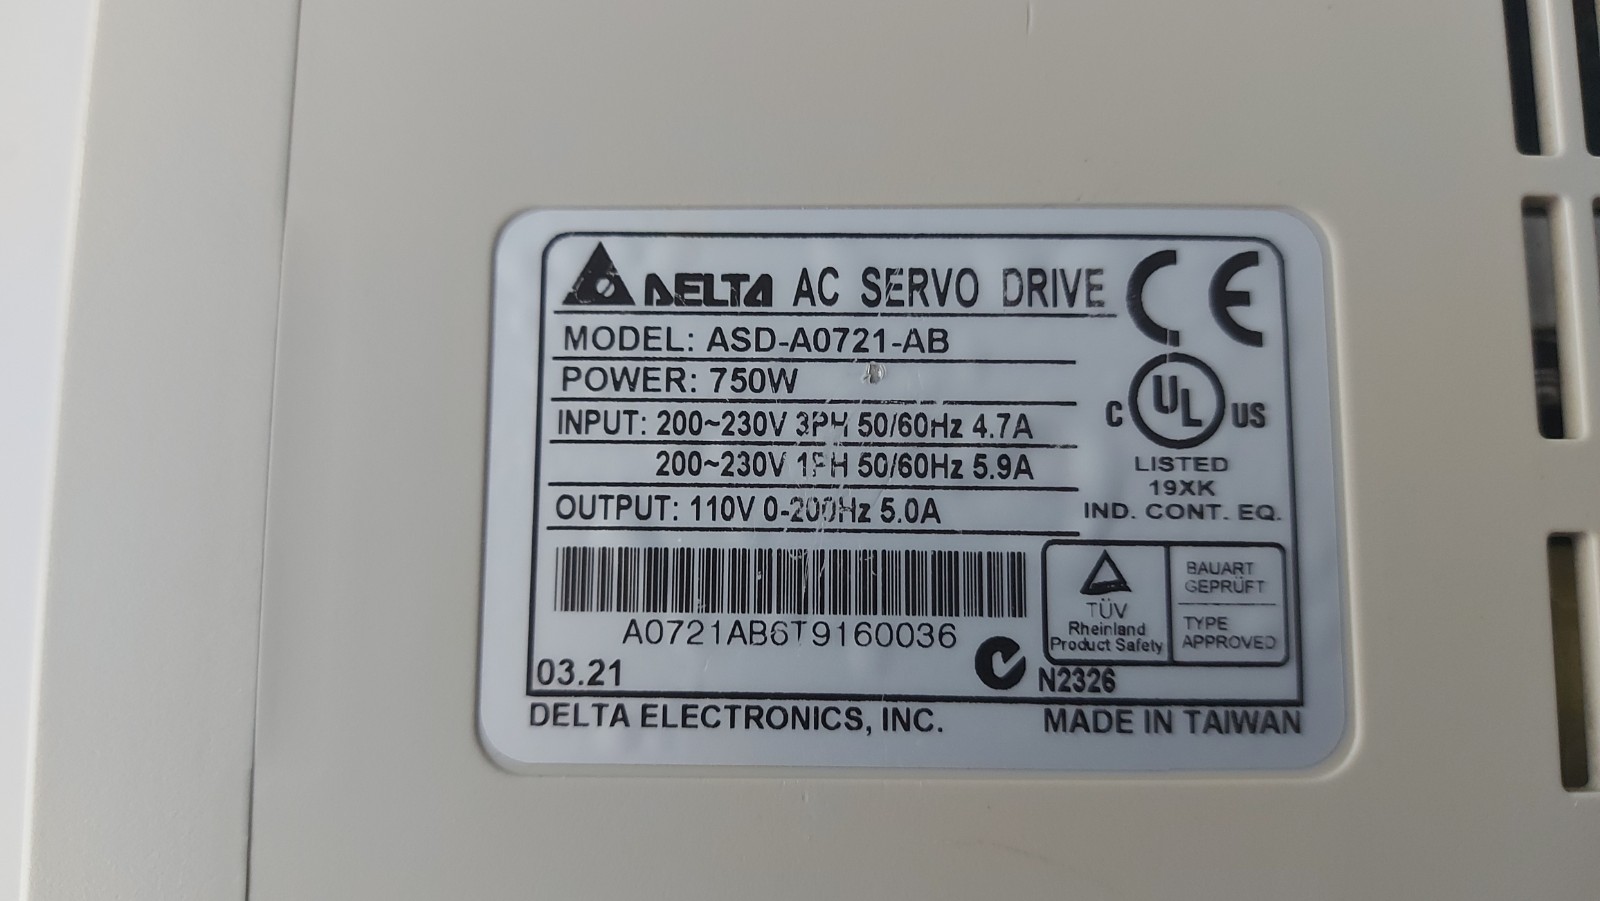 DELTA AC SERVO DRIVE
MODEL: ASD-A0721-AB
POWER: 750W
INPUT: 200~230V 3PH 50/60Hz 4.7A
200~230V 1PH 50/60Hz 5.9A
OUTPUT: 110V 0-200Hz 5.0A
A0721AB6T9160036
03.21
CE
C UL US
LISTED
19XK
IND. CONT. EQ.
TÜV
Rheinland
Product Safety
BAUART
GEPRÜFT
TYPE
APPROVED
N2326
DELTA ELECTRONICS, INC.
MADE IN TAIWAN